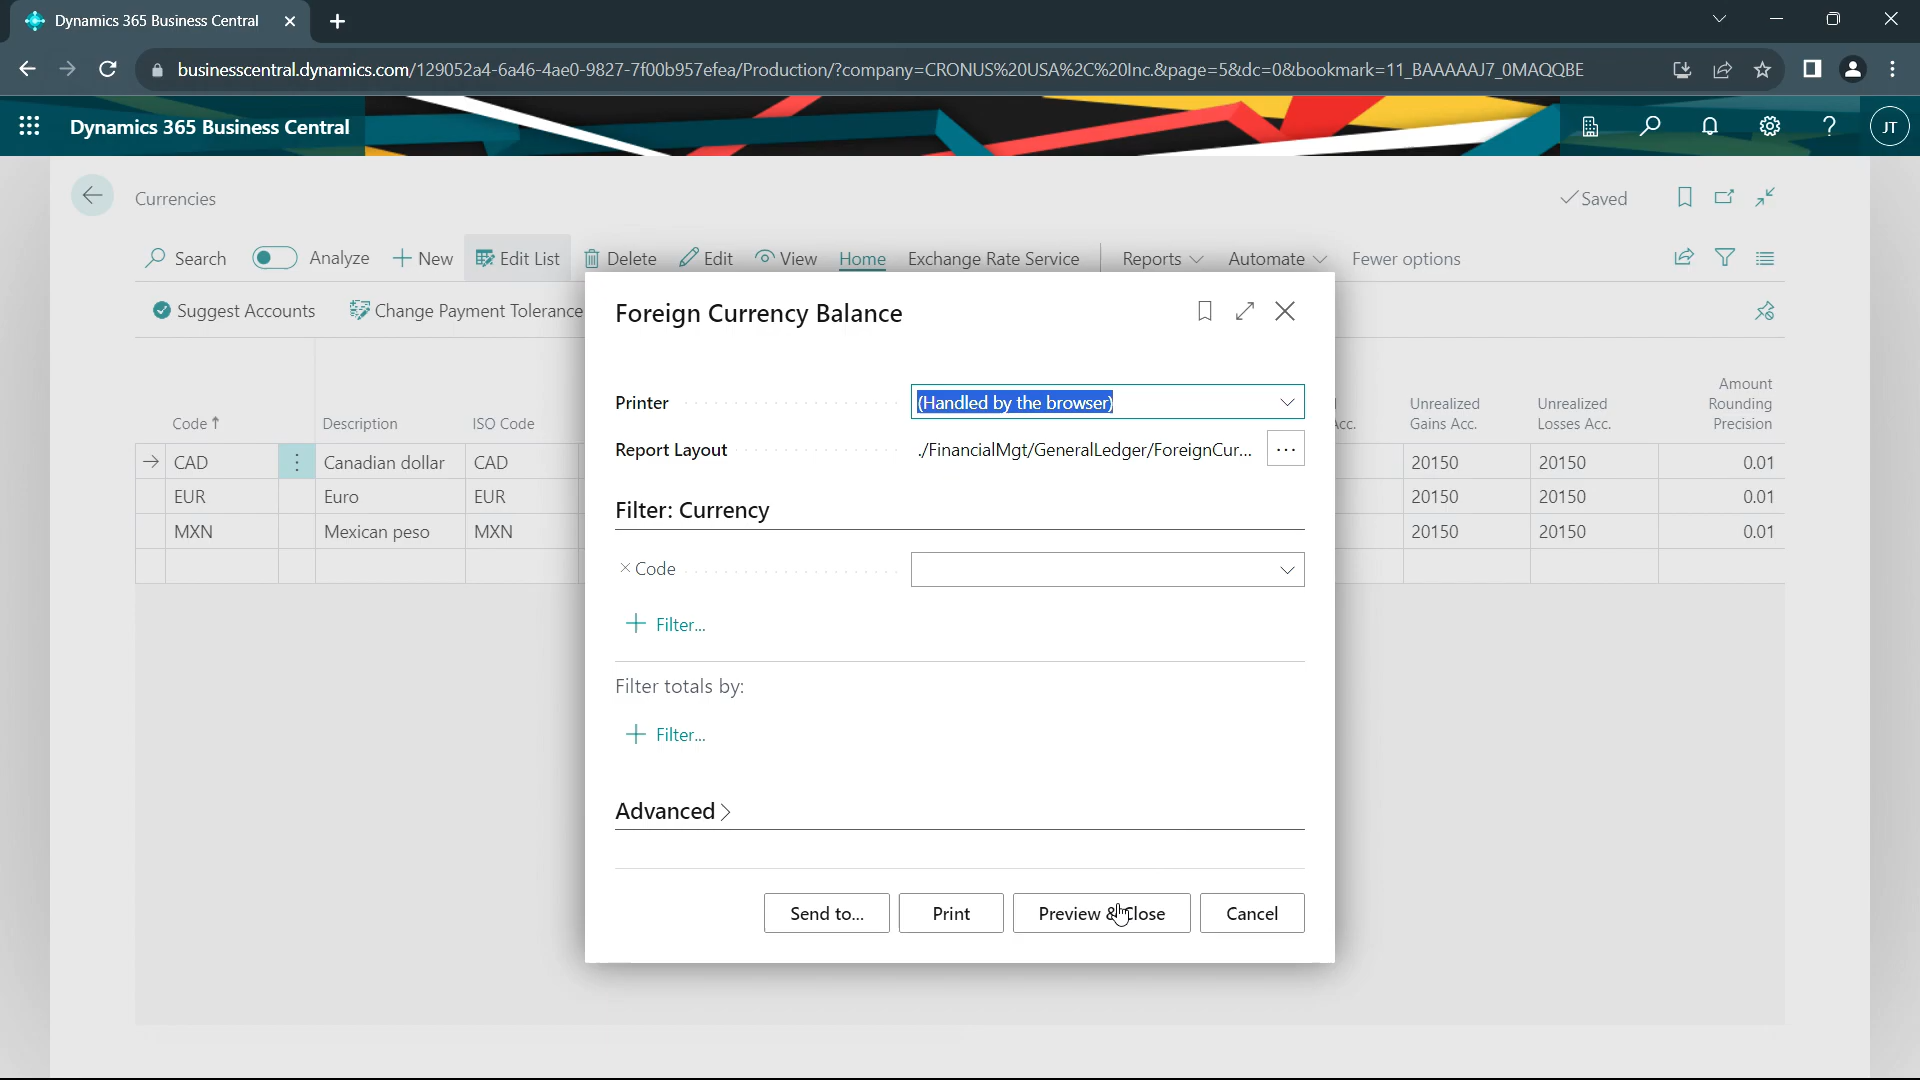 Dynamics 365 Business Central
businesscentral.dynamics.com/129052a4-6a46-4ae0-9827-7f00b957efea/Production/?company=CRONUS%20USA%2C%20Inc.&page=5&dc=0&bookmark=11_BAAAAAJ7_0MAQQBE
Dynamics 365 Business Central
JT
Currencies
Saved
Search Analyze New Edit List Delete Edit View Home Exchange Rate Service Reports Automate Fewer options
Suggest Accounts Change Payment Tolerance
Code ↑ Description ISO Code
Acc.
Unrealized
Gains Acc.
Unrealized
Losses Acc.
Amount
Rounding
Precision
CAD Canadian dollar CAD 20150 20150 0.01
EUR Euro EUR 20150 20150 0.01
MXN Mexican peso MXN 20150 20150 0.01
Foreign Currency Balance
Printer (Handled by the browser)
Report Layout ./FinancialMgt/GeneralLedger/ForeignCur...
Filter: Currency
Code
Filter...
Filter totals by:
Filter...
Advanced >
Send to... Print Preview & Close Cancel